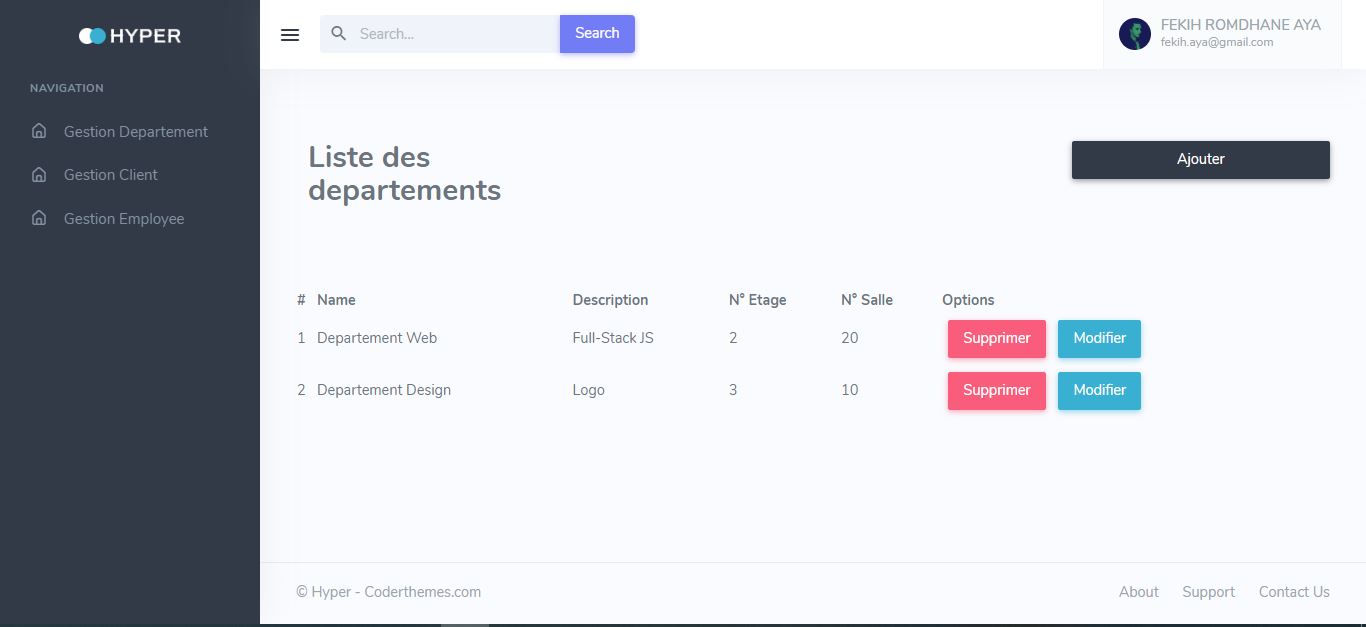 HYPER
Search...
Search
FEKIH ROMDHANE AYA
fekih.aya@gmail.com
NAVIGATION
Gestion Departement
Gestion Client
Gestion Employee
Liste des
departements
Ajouter
# Name Description N° Etage N° Salle Options
1 Departement Web Full-Stack JS 2 20 Supprimer Modifier
2 Departement Design Logo 3 10 Supprimer Modifier
© Hyper - Coderthemes.com About Support Contact Us